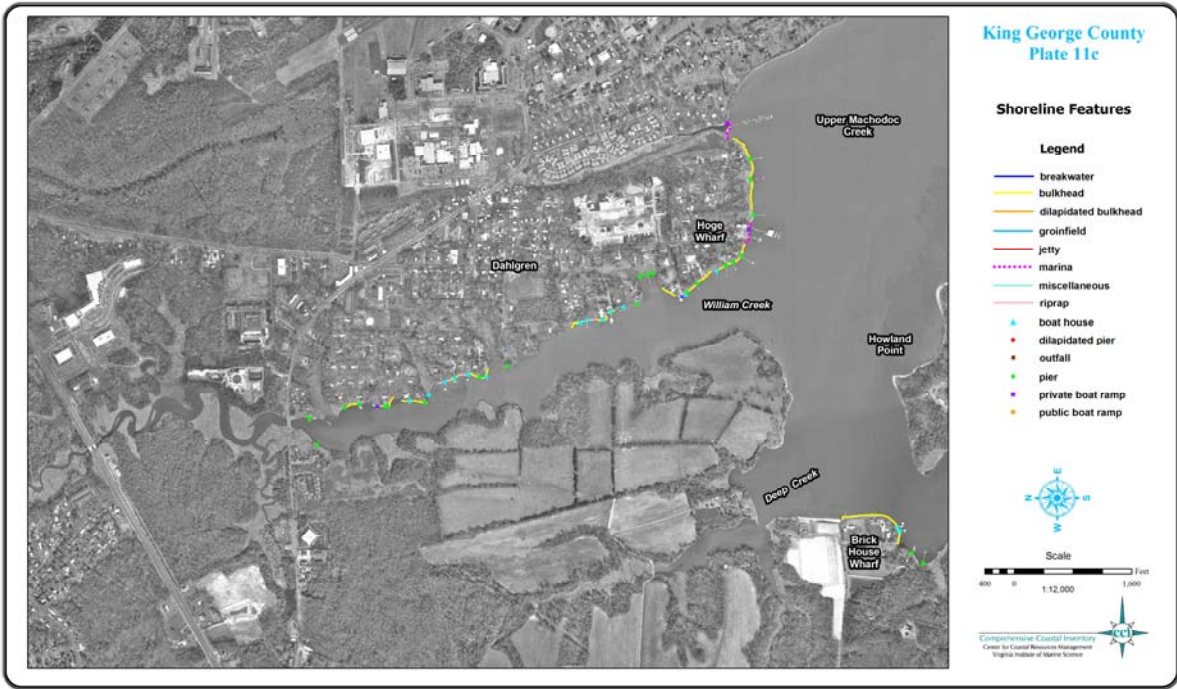 King George County
Plate 11c
Shoreline Features
Legend
breakwater
bulkhead
dilapidated bulkhead
groinfield
jetty
marina
miscellaneous
riprap
boat house
dilapidated pier
outfall
pier
private boat ramp
public boat ramp
N
E
S
W
Scale
Feet
400
0
1,600
1:12,000
Comprehensive Coastal Inventory
Center for Coastal Resources Management
Virginia Institute of Marine Science
cci
Upper Machodoc
Creek
Hoge
Wharf
Dahlgren
William Creek
Howland
Point
Deep Creek
Brick
House
Wharf